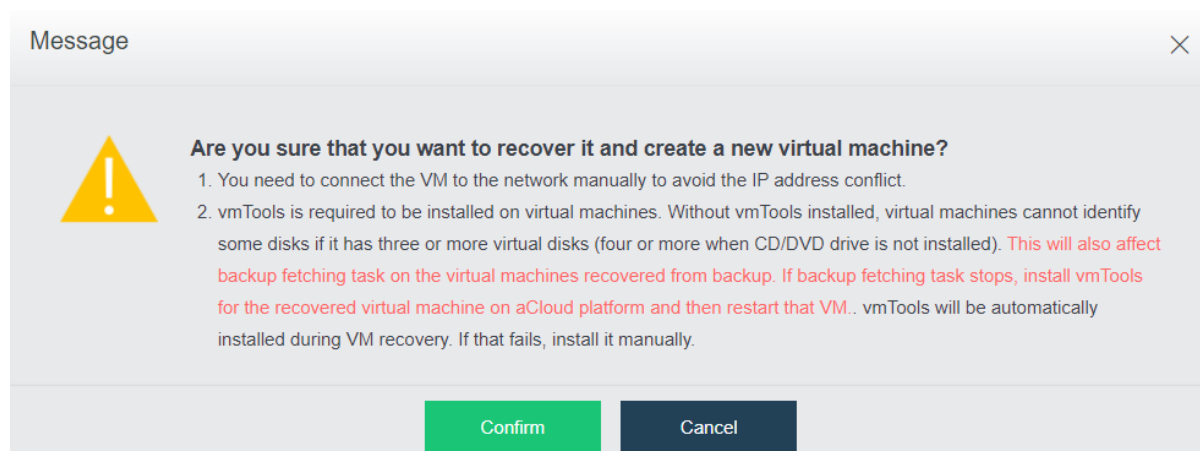 Message
Are you sure that you want to recover it and create a new virtual machine?
1. You need to connect the VM to the network manually to avoid the IP address conflict.
2. vmTools is required to be installed on virtual machines. Without vmTools installed, virtual machines cannot identify
some disks if it has three or more virtual disks (four or more when CD/DVD drive is not installed). This will also affect
backup fetching task on the virtual machines recovered from backup. If backup fetching task stops, install vmTools
for the recovered virtual machine on aCloud platform and then restart that VM.. vmTools will be automatically
installed during VM recovery. If that fails, install it manually.
Confirm
Cancel